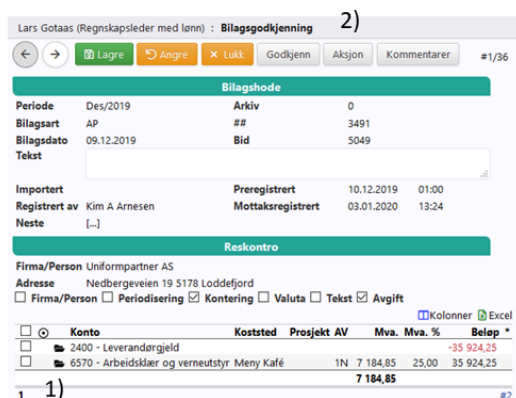 Lars Gotaas (Regnskapsleder med lønn) : Bilagsgodkjenning 2)
Lagre Angre Lukk Godkjenn Aksjon Kommentarer #1/36
Bilagshode
Periode Des/2019 Arkiv 0
Bilagsart AP ## 3491
Bilagsdato 09.12.2019 Bid 5049
Tekst
Importert Preregistrert 10.12.2019 01:00
Registrert av Kim A Arnesen Mottaksregistrert 03.01.2020 13:24
Neste [...]
Reskontro
Firma/Person Uniformpartner AS
Adresse Nedbergeveien 19 5178 Loddefjord
Firma/Person Periodisering Kontering Valuta Tekst Avgift
Kolonner Excel
Konto Koststed Prosjekt AV Mva. Mva. % Beløp *
2400 - Leverandørgjeld -35 924,25
6570 - Arbeidsklær og verneutstyr Meny Kafé 1N 7 184,85 25,00 35 924,25
7 184,85
1 1) #2